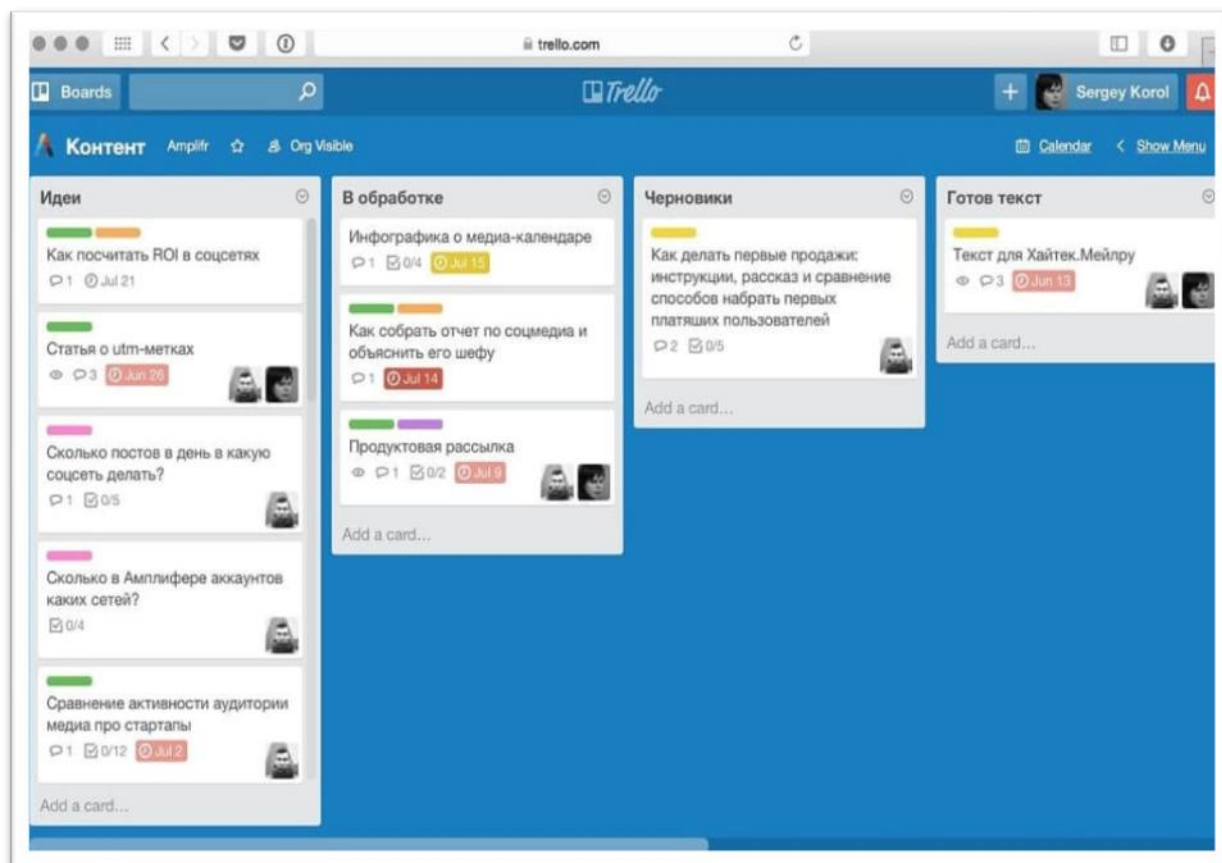 trello.com
Boards
Trello
Sergey Korol
Контент Amplifr Org Visible
Calendar
Show Menu
Идеи
Как посчитать ROI в соцсетях
1 Jul 21
Статья о utm-метках
3 Jun 26
Сколько постов в день в какую
соцсеть делать?
1 0/5
Сколько в Амплифере аккаунтов
каких сетей?
0/4
Сравнение активности аудитории
медиа про стартапы
1 0/12 Jul 2
Add a card...
В обработке
Инфографика о медиа-календаре
1 0/4 Jul 15
Как собрать отчет по соцмедиа и
объяснить его шефу
1 Jul 14
Продуктовая рассылка
1 0/2 Jul 9
Add a card...
Черновики
Как делать первые продажи:
инструкции, рассказ и сравнение
способов набрать первых
платяших пользователей
2 0/5
Add a card...
Готов текст
Текст для Хайтек.Мейлру
3 Jun 13
Add a card...